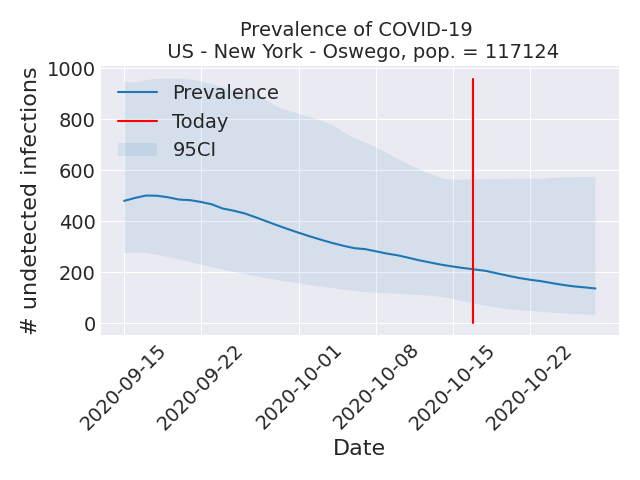 Prevalence of COVID-19
US - New York - Oswego, pop. = 117124
# undetected infections
1000
800
600
400
200
0
Prevalence
Today
95CI
2020-09-15
2020-09-22
2020-10-01
2020-10-08
2020-10-15
2020-10-22
Date